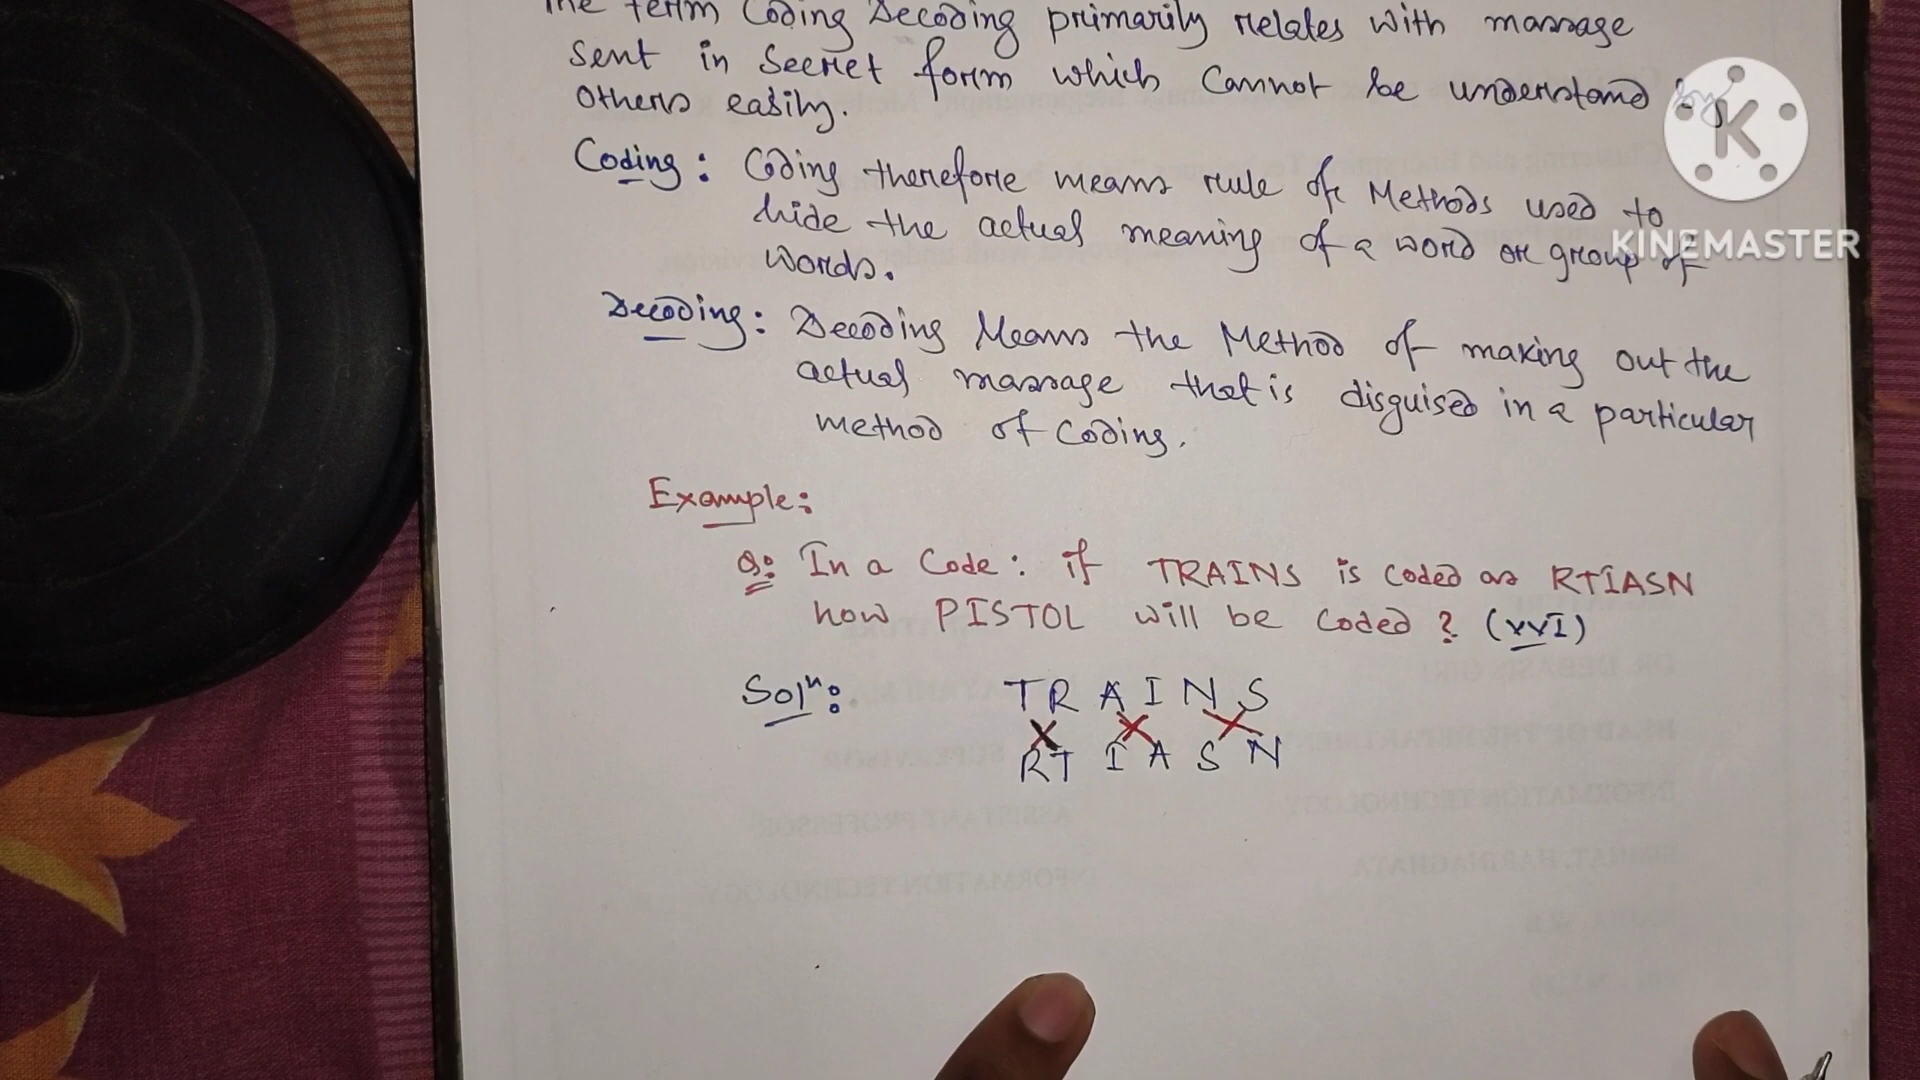 The term Coding Decoding primarily relates with massage
sent in Secret form which cannot be understand by
Others easily.
Coding: Coding therefore means rule or Methods used to
hide the actual meaning of a word or group of
Words.
Decoding: Decoding Means the Method of making out the
actual massage that is disguised in a particular
method of Coding.
Example:
Q: In a Code: if TRAINS is coded as RTIASN
how PISTOL will be coded? (XVI)
Solⁿ: TRAINS
RTIASN
K
KINEMASTER